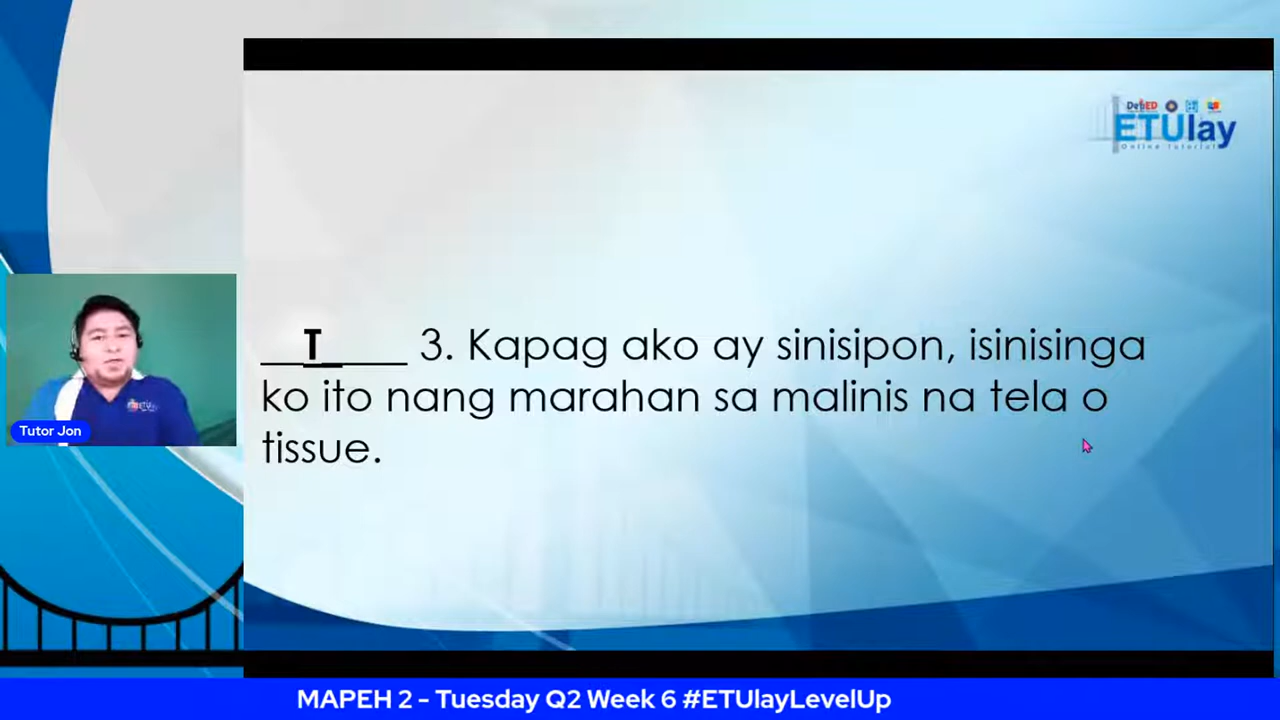 DepED
ETUlay
Online Tutorial
__T____ 3. Kapag ako ay sinisipon, isinisinga
ko ito nang marahan sa malinis na tela o
tissue.
Tutor Jon
MAPEH 2 - Tuesday Q2 Week 6 #ETUlayLevelUp